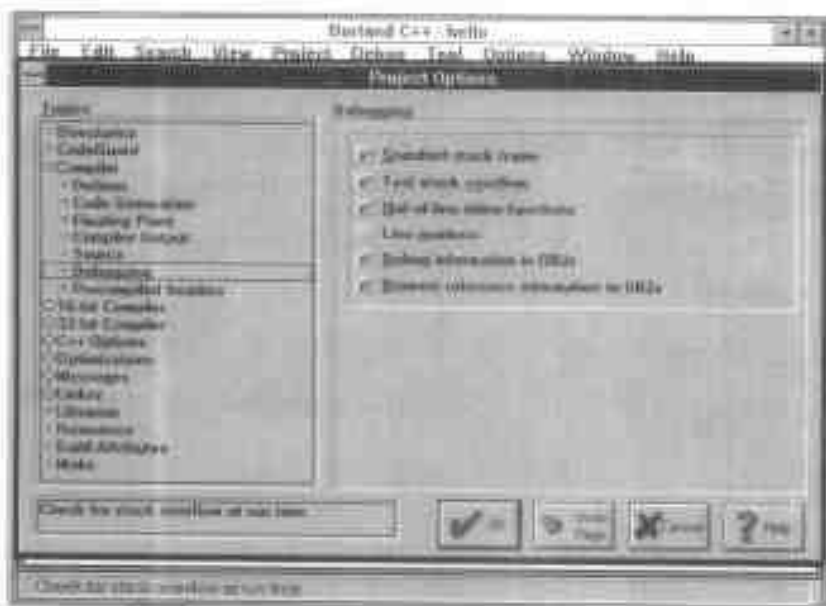 Borland C++ - hello
File Edit Search View Project Debug Tool Options Window Help
Project Options
Topics
Directories
CodeGuard
Compiler
Defines
Code Generation
Floating Point
Compiler Output
Source
Debugging
Precompiled headers
16-bit Compiler
32-bit Compiler
C++ Options
Optimizations
Messages
Linker
Librarian
Resources
Build Attributes
Make
Debugging
Standard stack frame
Test stack overflow
Out-of-line inline functions
Line numbers
Debug information in OBJs
Browser reference information in OBJs
Check for stack overflow at run time
OK
Undo Page
Cancel
Help
Check for stack overflow at run time